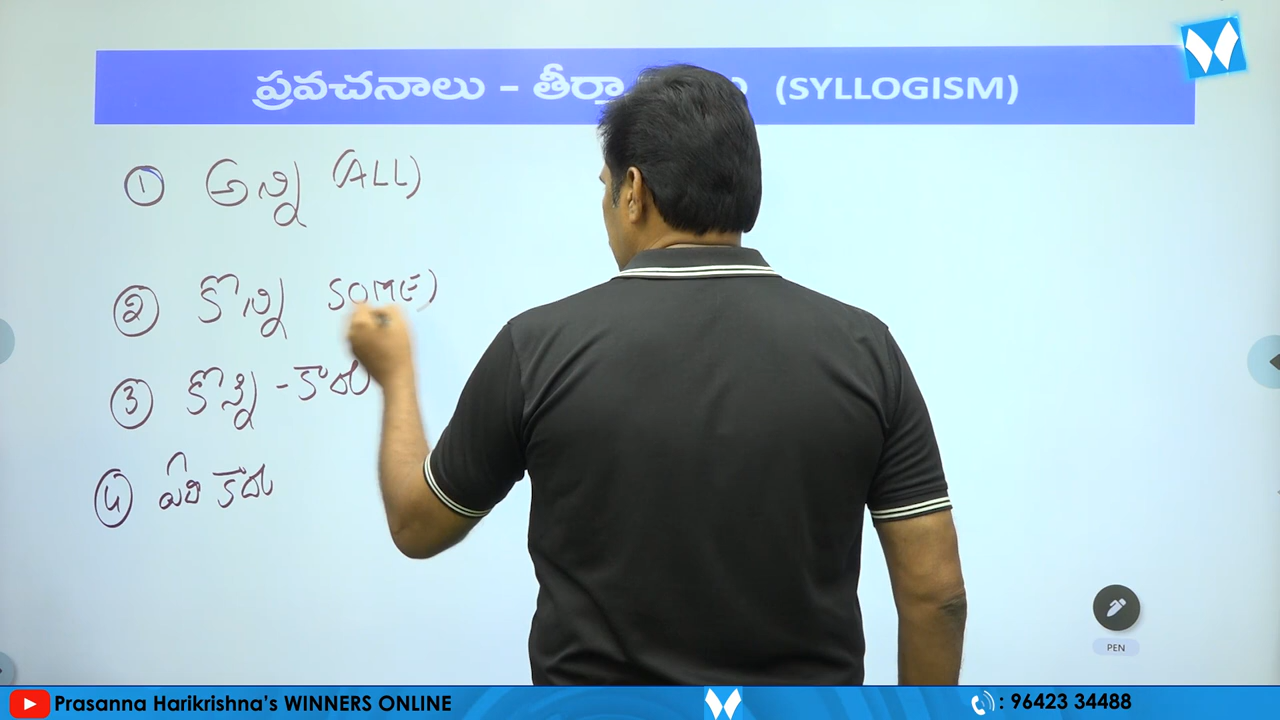 ప్రవచనాలు – తీర్మా (SYLLOGISM)
① అన్ని (ALL)
② కొన్ని SOME)
③ కొన్ని - కాదు
④ ఏవి కాదు
PEN
Prasanna Harikrishna's WINNERS ONLINE : 96423 34488